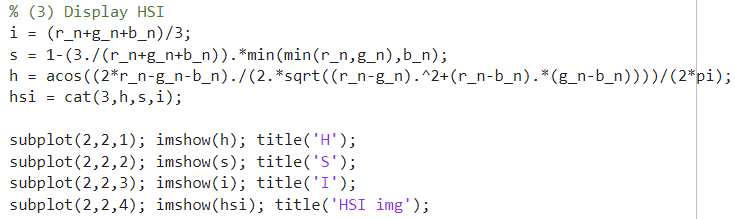 % (3) Display HSI
i = (r_n+g_n+b_n)/3;
s = 1-(3./(r_n+g_n+b_n)).*min(min(r_n,g_n),b_n);
h = acos((2*r_n-g_n-b_n)./(2.*sqrt((r_n-g_n).^2+(r_n-b_n).*(g_n-b_n))))/(2*pi);
hsi = cat(3,h,s,i);
subplot(2,2,1); imshow(h); title('H');
subplot(2,2,2); imshow(s); title('S');
subplot(2,2,3); imshow(i); title('I');
subplot(2,2,4); imshow(hsi); title('HSI img');